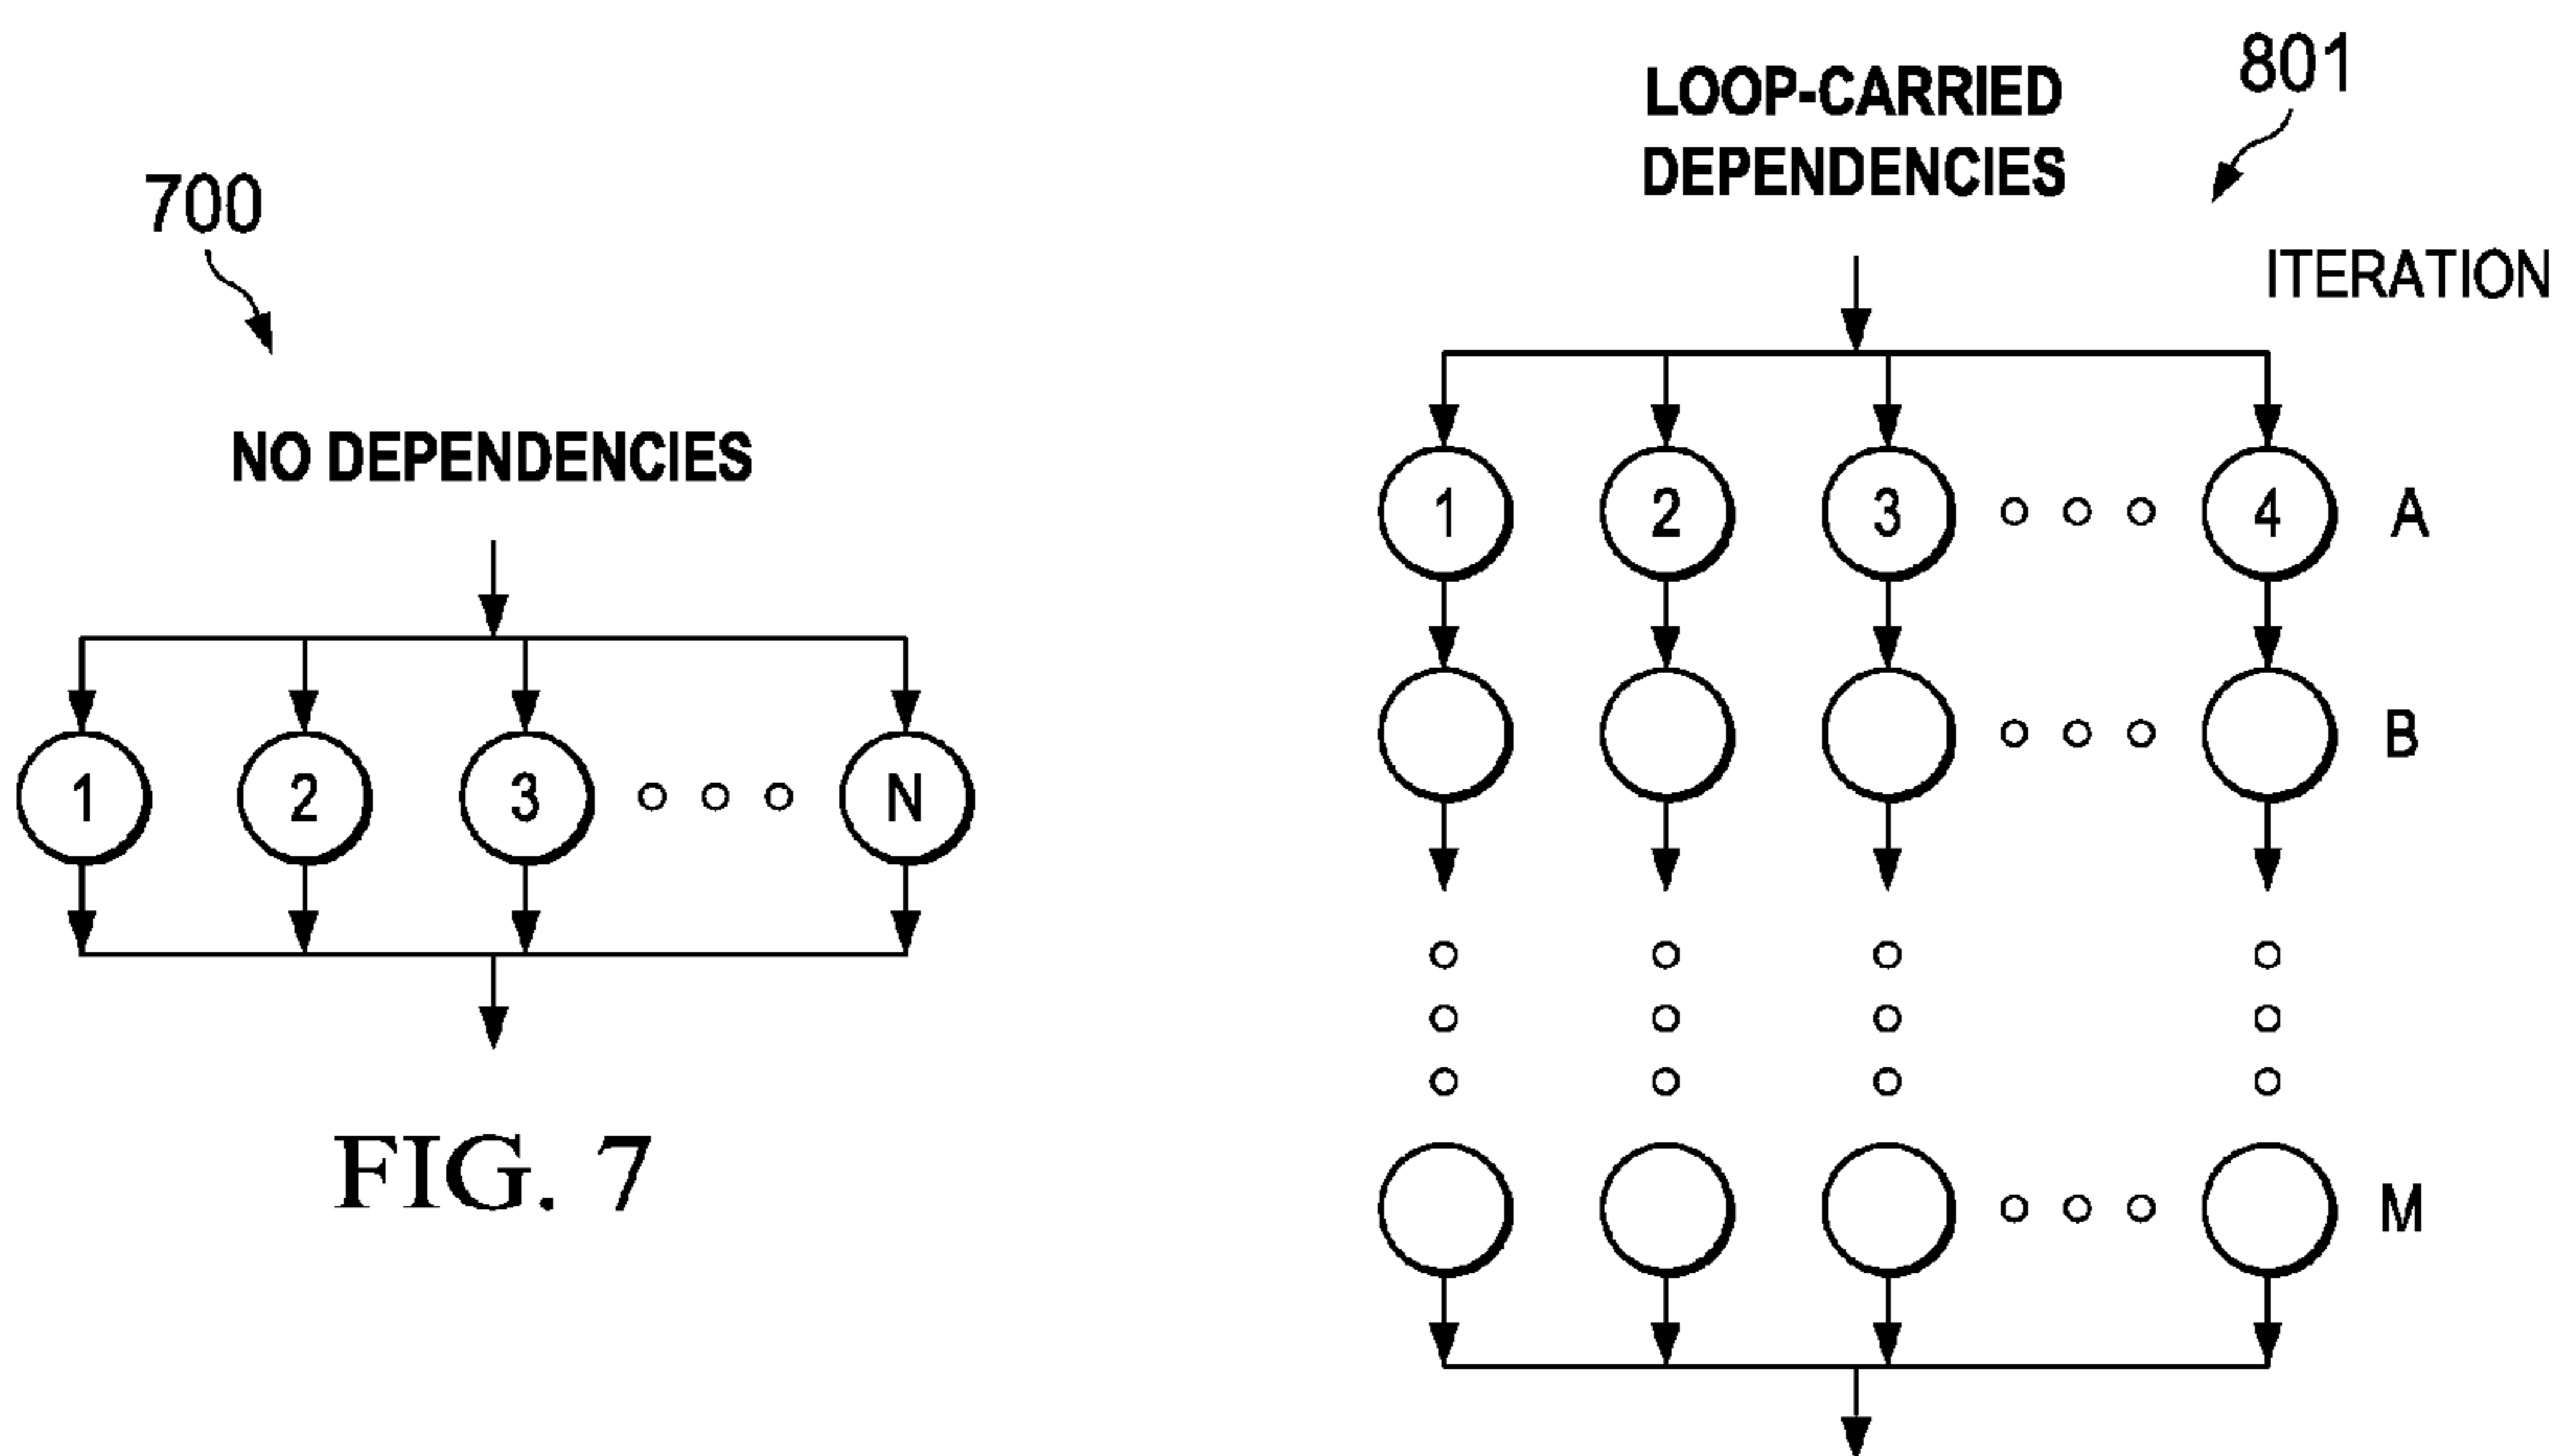 700
NO DEPENDENCIES
1 2 3 N
FIG. 7
801
LOOP-CARRIED
DEPENDENCIES
ITERATION
1 2 3 4 A
B
M